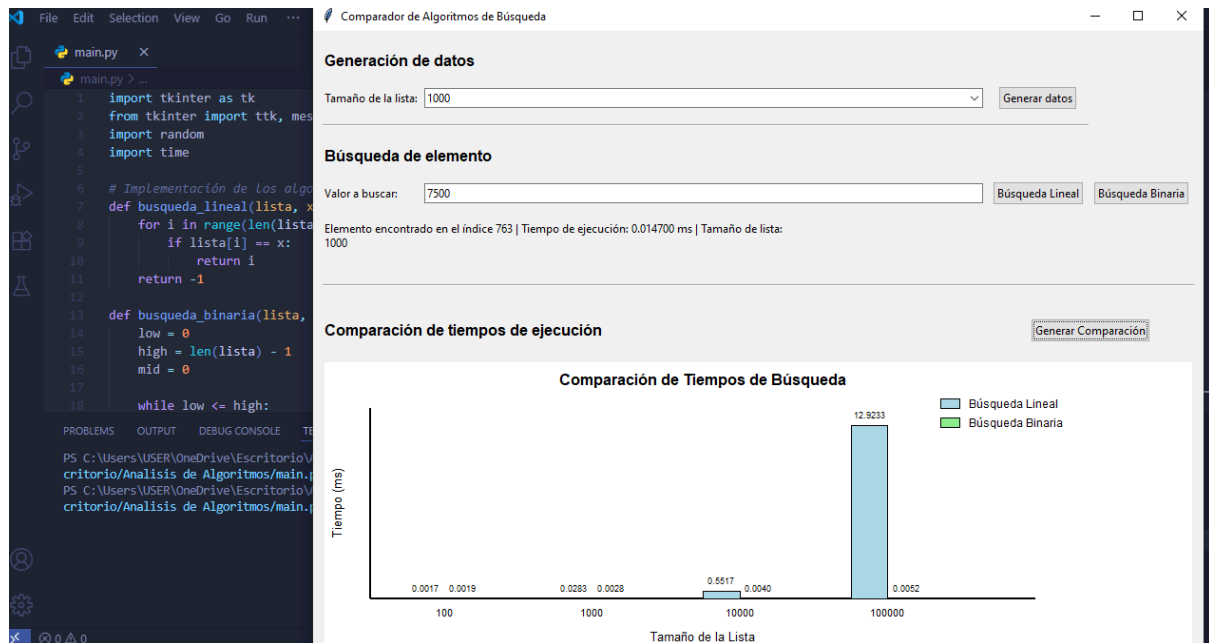 File Edit Selection View Go Run ···
main.py
main.py > ...
1 import tkinter as tk
2 from tkinter import ttk, mes
3 import random
4 import time
5
6 # Implementación de los algo
7 def busqueda_lineal(lista, x
8 for i in range(len(lista
9 if lista[i] == x:
10 return i
11 return -1
12
13 def busqueda_binaria(lista,
14 low = 0
15 high = len(lista) - 1
16 mid = 0
17
18 while low <= high:
PROBLEMS OUTPUT DEBUG CONSOLE TE
PS C:\Users\USER\OneDrive\Escritorio\
critorio/Analisis de Algoritmos/main.p
PS C:\Users\USER\OneDrive\Escritorio\
critorio/Analisis de Algoritmos/main.p
0 0
Comparador de Algoritmos de Búsqueda
Generación de datos
Tamaño de la lista: 1000 Generar datos
Búsqueda de elemento
Valor a buscar: 7500 Búsqueda Lineal Búsqueda Binaria
Elemento encontrado en el índice 763 | Tiempo de ejecución: 0.014700 ms | Tamaño de lista:
1000
Comparación de tiempos de ejecución Generar Comparación
Comparación de Tiempos de Búsqueda
Búsqueda Lineal
Búsqueda Binaria
Tiempo (ms)
12.9233
0.5517
0.0017 0.0019 0.0283 0.0028 0.0040 0.0052
100 1000 10000 100000
Tamaño de la Lista